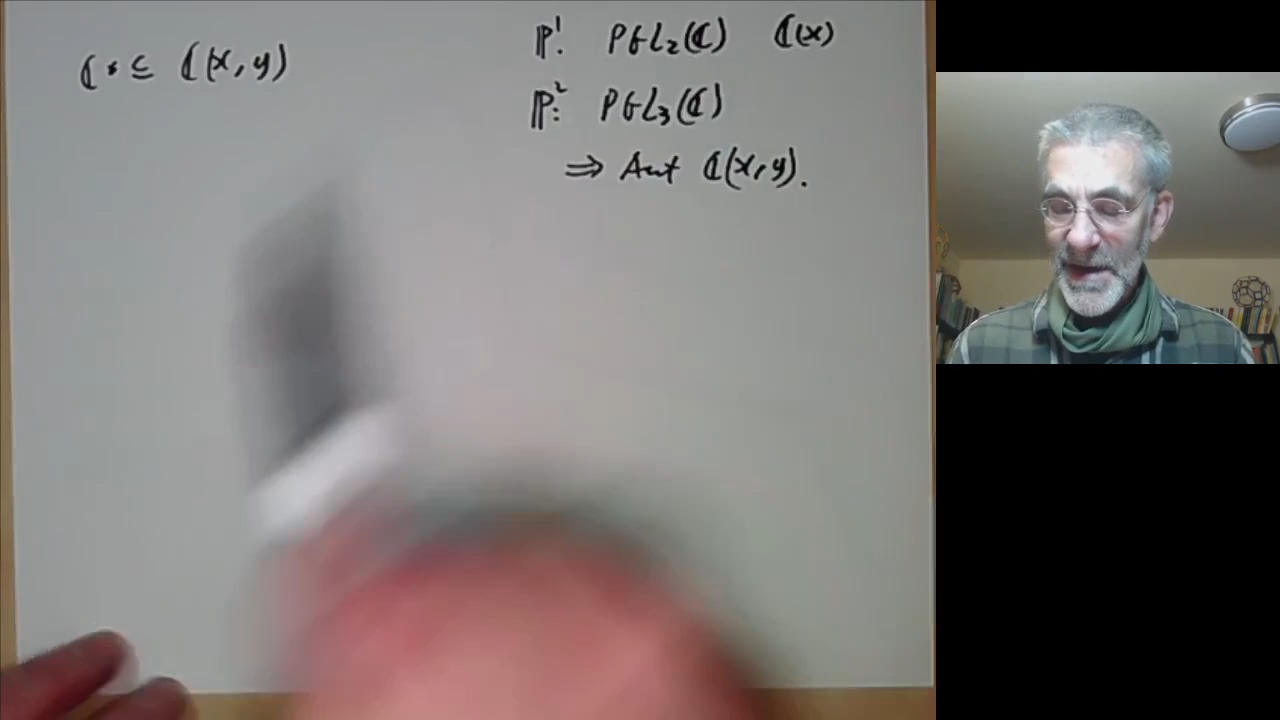 ℂ • ⊆ ℂ(x, y)
ℙ¹: PGL₂(ℂ) ℂ(x)
ℙ²: PGL₃(ℂ)
⇒ Aut ℂ(x, y).